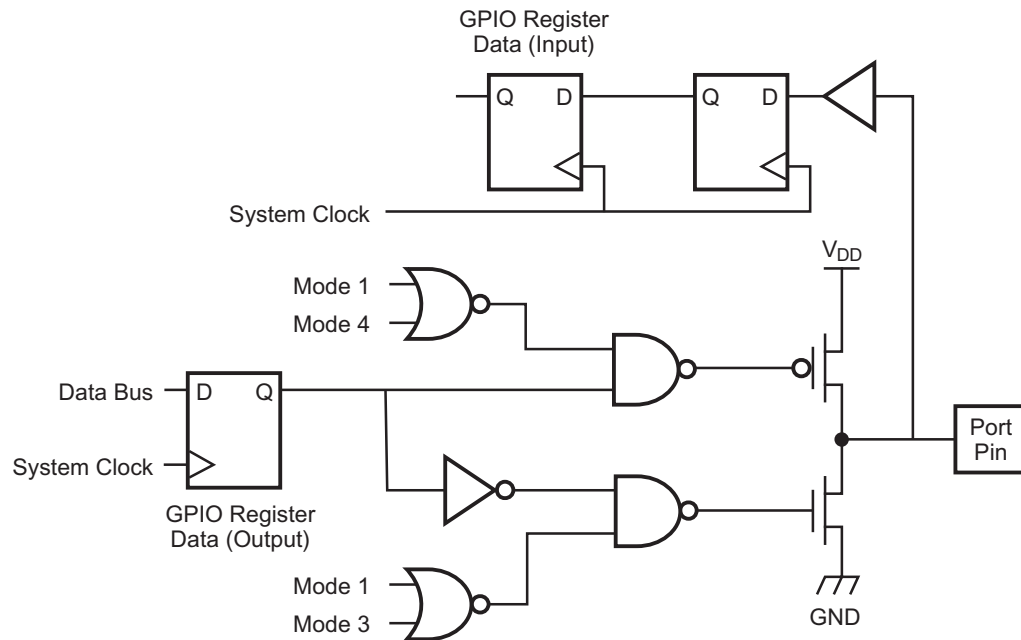 GPIO Register
Data (Input)
Q D
Q D
System Clock
VDD
Mode 1
Mode 4
Data Bus
D Q
System Clock
GPIO Register
Data (Output)
Port
Pin
Mode 1
Mode 3
GND